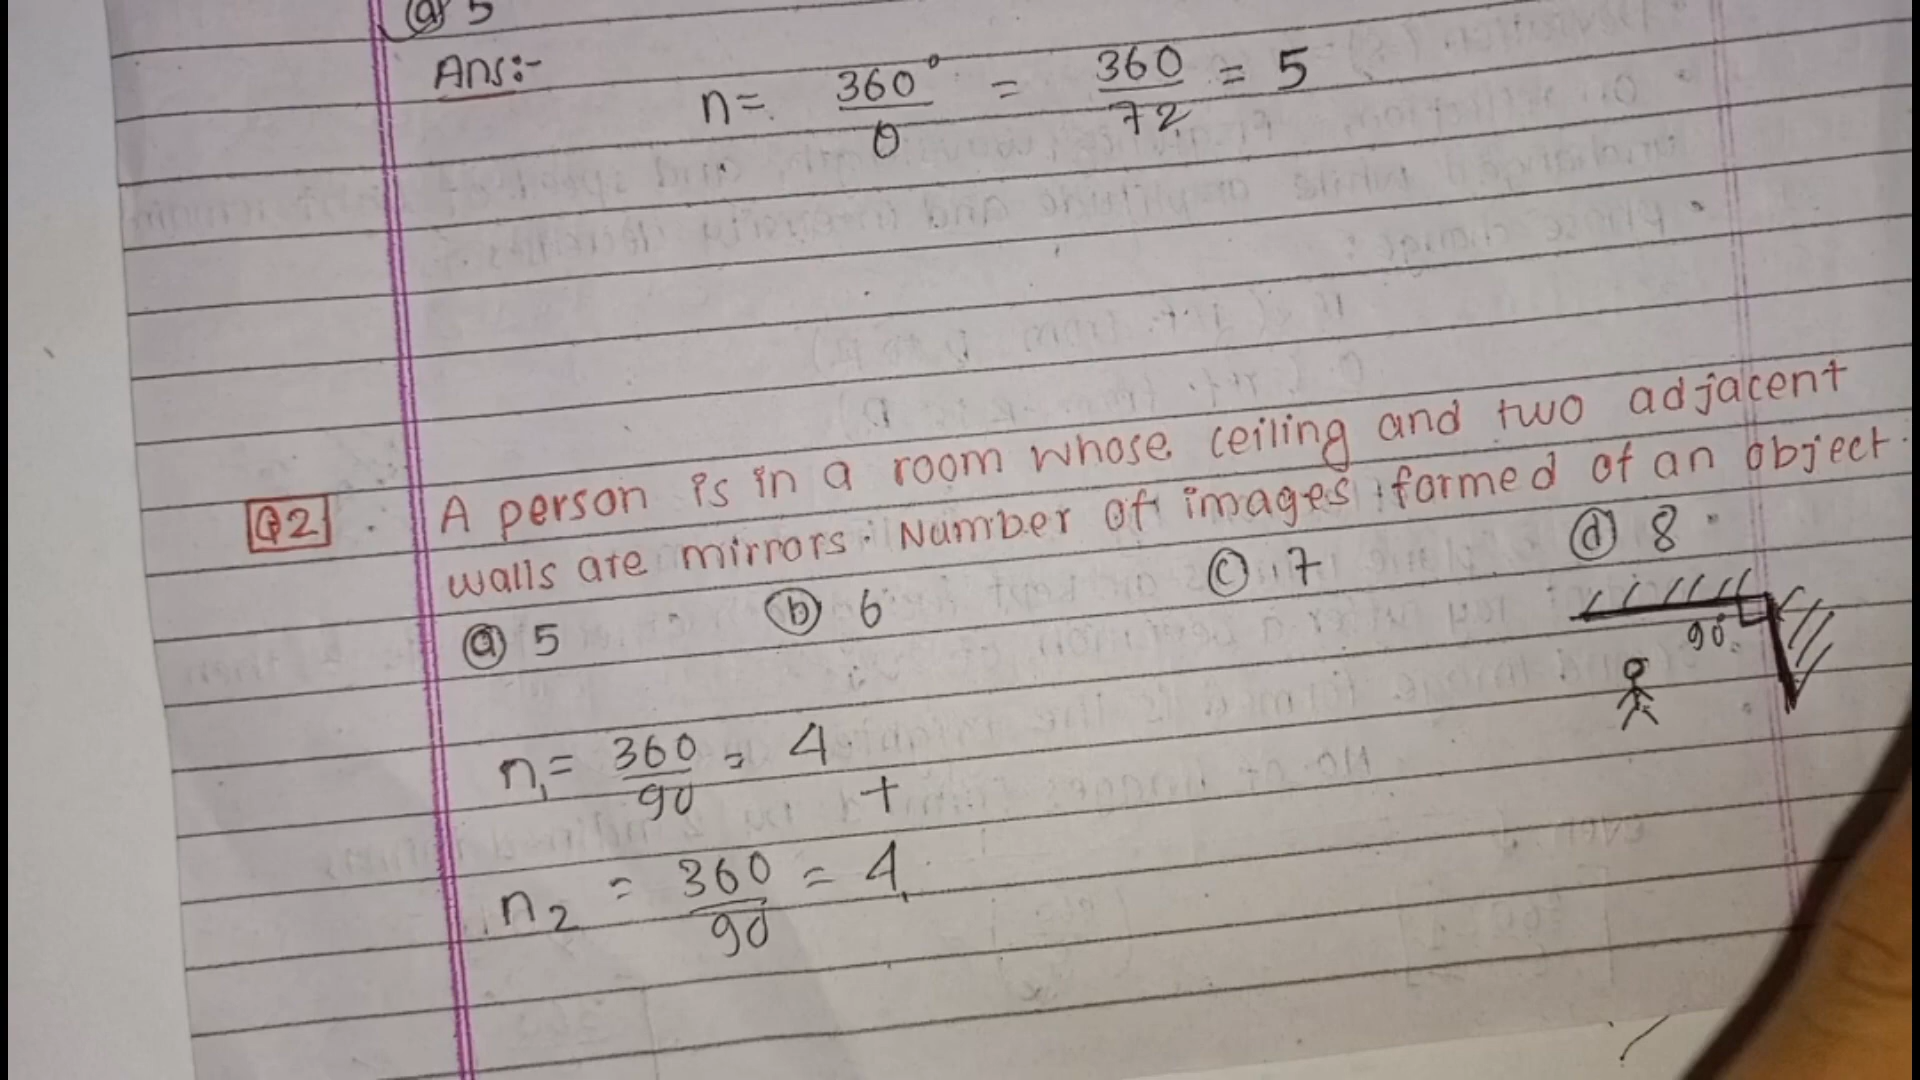 (a) 5
Ans:-
n = 360°/θ = 360/72 = 5
Q2 A person is in a room whose ceiling and two adjacent
walls are mirrors. Number of images formed of an object.
(a) 5 (b) 6 (c) 7 (d) 8
90°
n₁ = 360/90 = 4
+
n₂ = 360/90 = 4